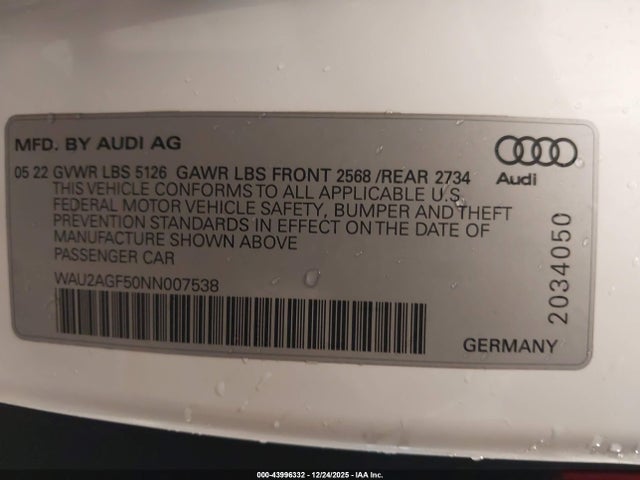 MFD. BY AUDI AG
05 22 GVWR LBS 5126 GAWR LBS FRONT 2568 /REAR 2734
THIS VEHICLE CONFORMS TO ALL APPLICABLE U.S.
FEDERAL MOTOR VEHICLE SAFETY, BUMPER AND THEFT
PREVENTION STANDARDS IN EFFECT ON THE DATE OF
MANUFACTURE SHOWN ABOVE
PASSENGER CAR
WAU2AGF50NN007538
Audi
2034050
GERMANY
000-43996332 - 12/24/2025 - IAA Inc.